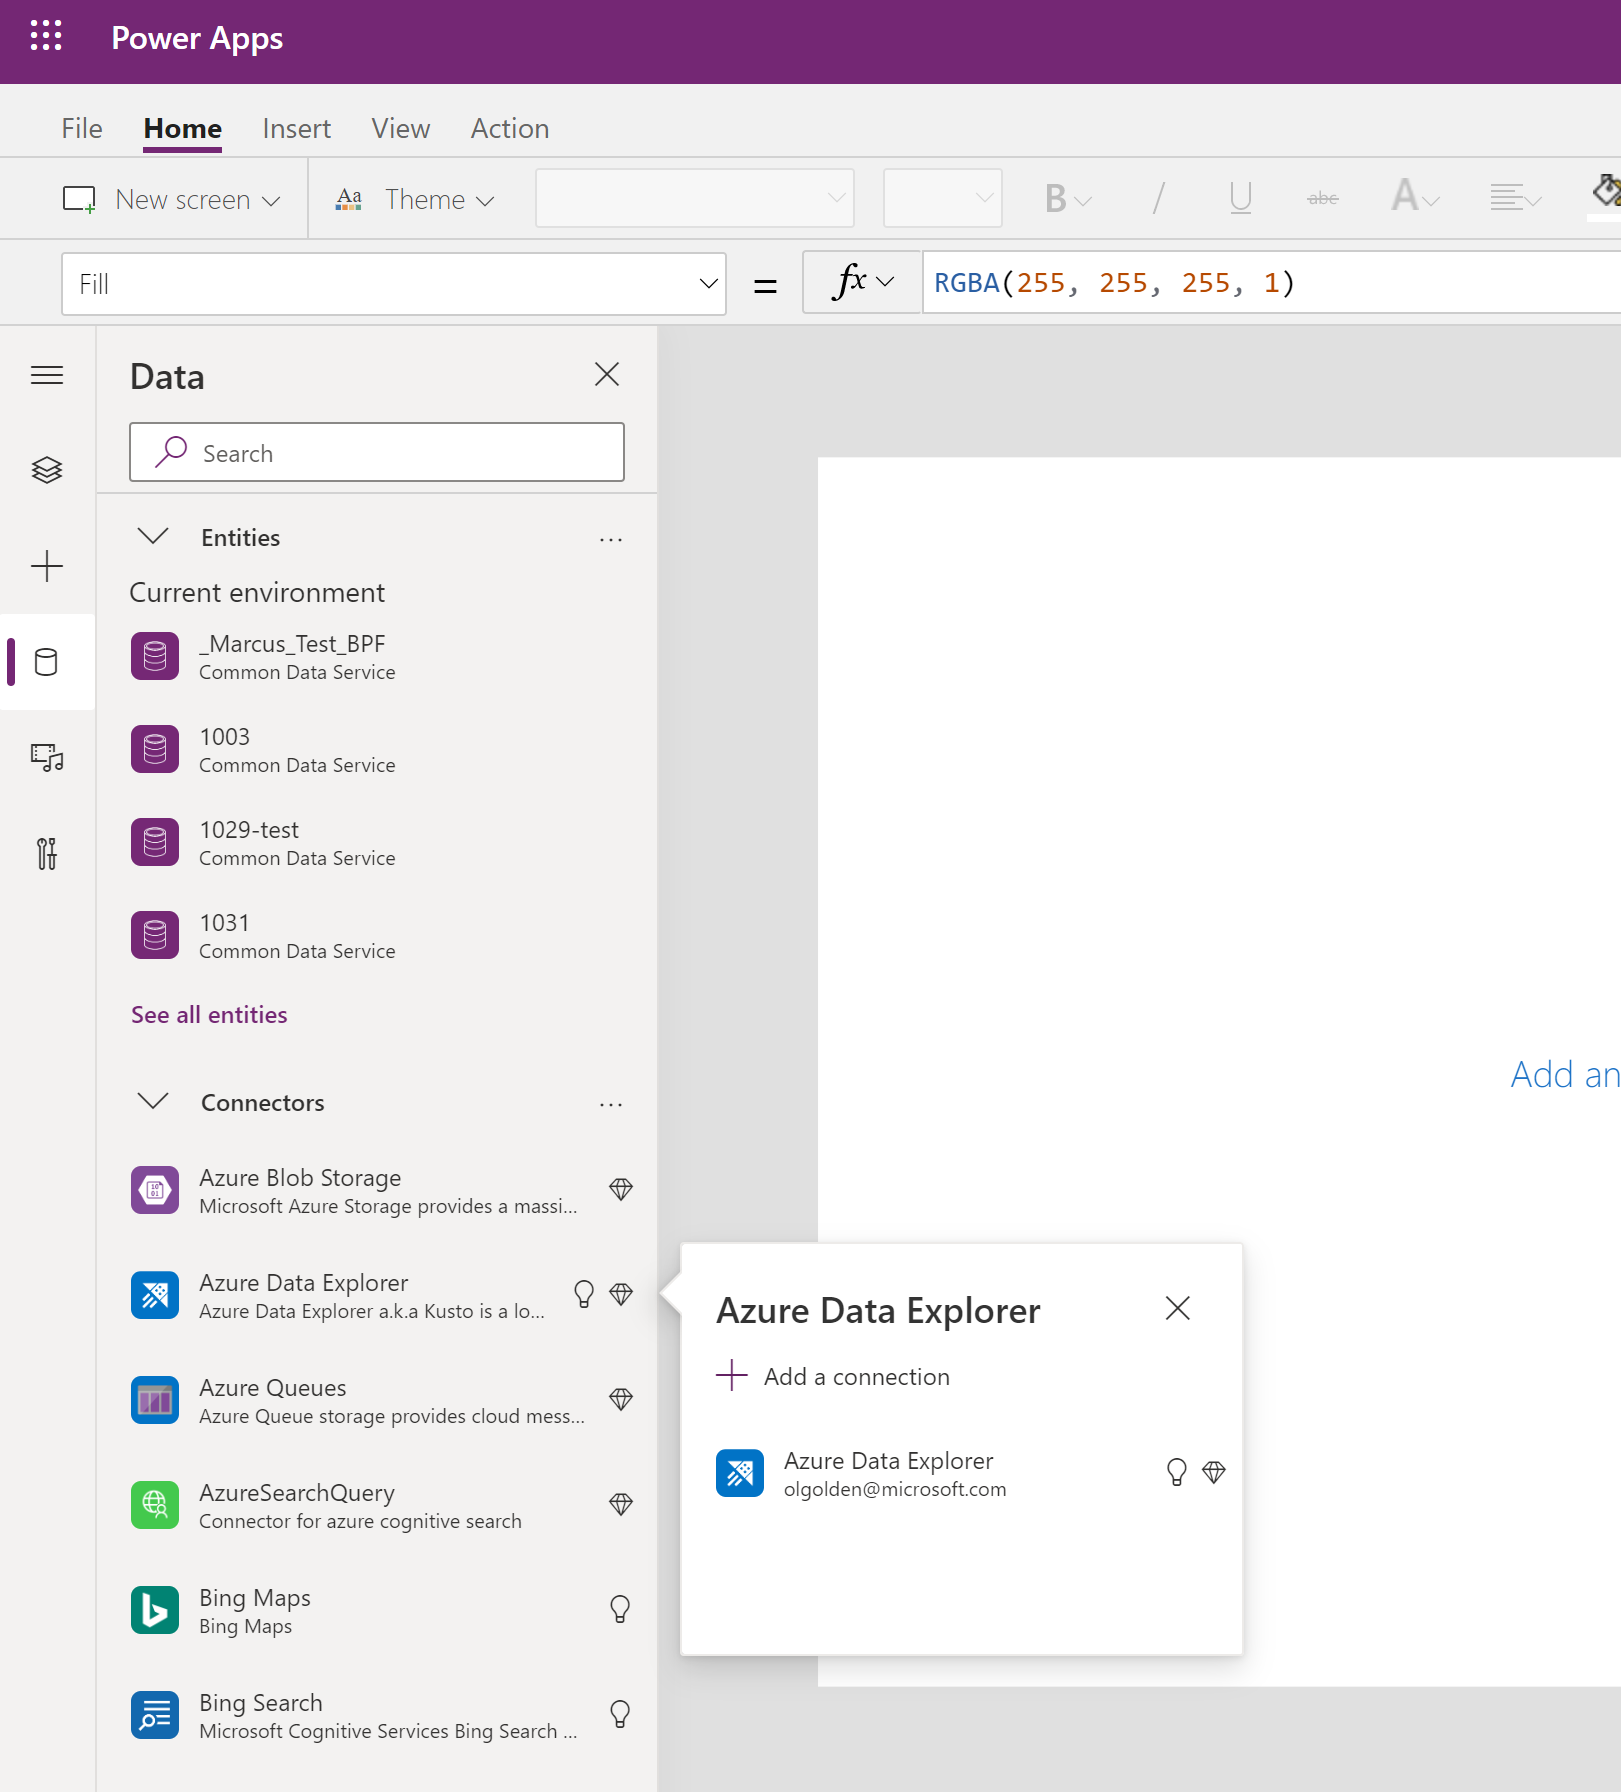 Power Apps
File Home Insert View Action
New screen Aa Theme B / U abc A
Fill = fx RGBA(255, 255, 255, 1)
Data
Search
Entities ...
Current environment
_Marcus_Test_BPF
Common Data Service
1003
Common Data Service
1029-test
Common Data Service
1031
Common Data Service
See all entities
Connectors ...
Azure Blob Storage
Microsoft Azure Storage provides a massi...
Azure Data Explorer
Azure Data Explorer a.k.a Kusto is a lo...
Azure Queues
Azure Queue storage provides cloud mess...
AzureSearchQuery
Connector for azure cognitive search
Bing Maps
Bing Maps
Bing Search
Microsoft Cognitive Services Bing Search ...
Add an
Azure Data Explorer
Add a connection
Azure Data Explorer
olgolden@microsoft.com